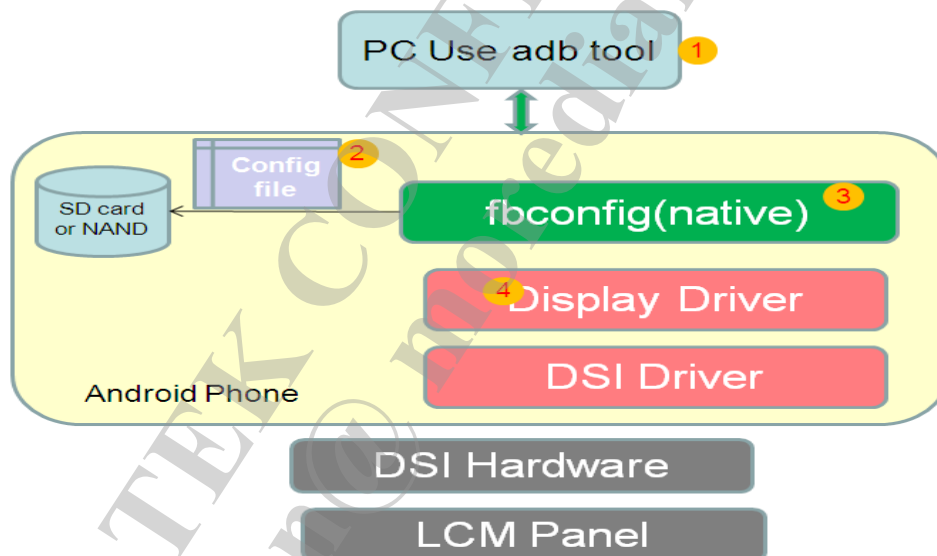 PC Use adb tool
1
Config
file
2
SD card
or NAND
fbconfig(native)
3
4
Display Driver
DSI Driver
Android Phone
DSI Hardware
LCM Panel